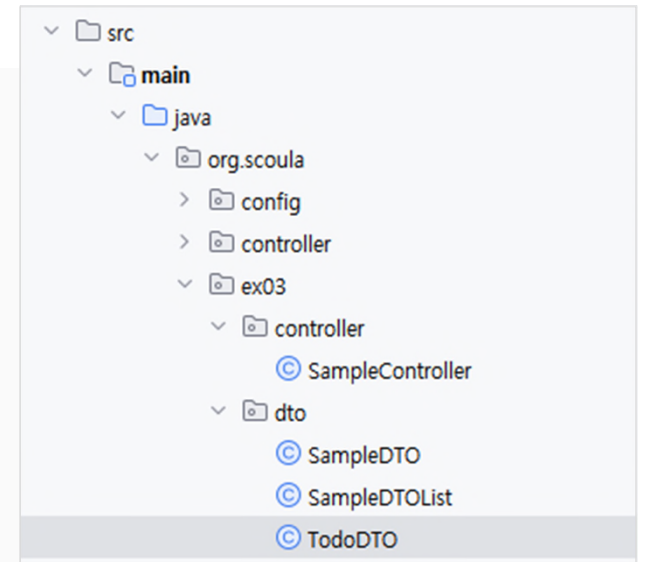 src
main
java
org.scoula
config
controller
ex03
controller
C SampleController
dto
C SampleDTO
C SampleDTOList
C TodoDTO